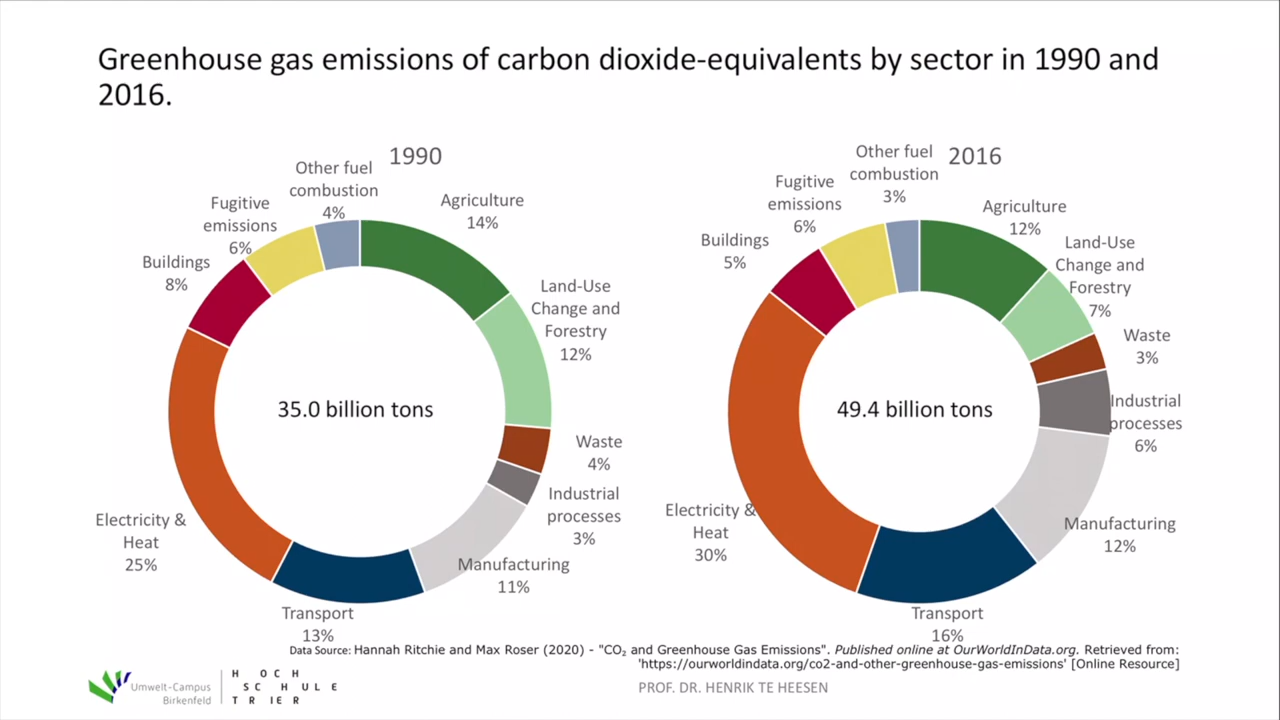 Greenhouse gas emissions of carbon dioxide-equivalents by sector in 1990 and
2016.
1990
Other fuel
combustion
4%
Agriculture
14%
Land-Use
Change and
Forestry
12%
Waste
4%
Industrial
processes
3%
Manufacturing
11%
Transport
13%
Electricity &
Heat
25%
Buildings
8%
Fugitive
emissions
6%
35.0 billion tons
2016
Other fuel
combustion
3%
Agriculture
12%
Land-Use
Change and
Forestry
7%
Waste
3%
Industrial
processes
6%
Manufacturing
12%
Transport
16%
Electricity &
Heat
30%
Buildings
5%
Fugitive
emissions
6%
49.4 billion tons
Data Source: Hannah Ritchie and Max Roser (2020) - "CO₂ and Greenhouse Gas Emissions". Published online at OurWorldInData.org. Retrieved from:
'https://ourworldindata.org/co2-and-other-greenhouse-gas-emissions' [Online Resource]
Umwelt-Campus
Birkenfeld
H O C H
S C H U L E
T R I E R
PROF. DR. HENRIK TE HEESEN